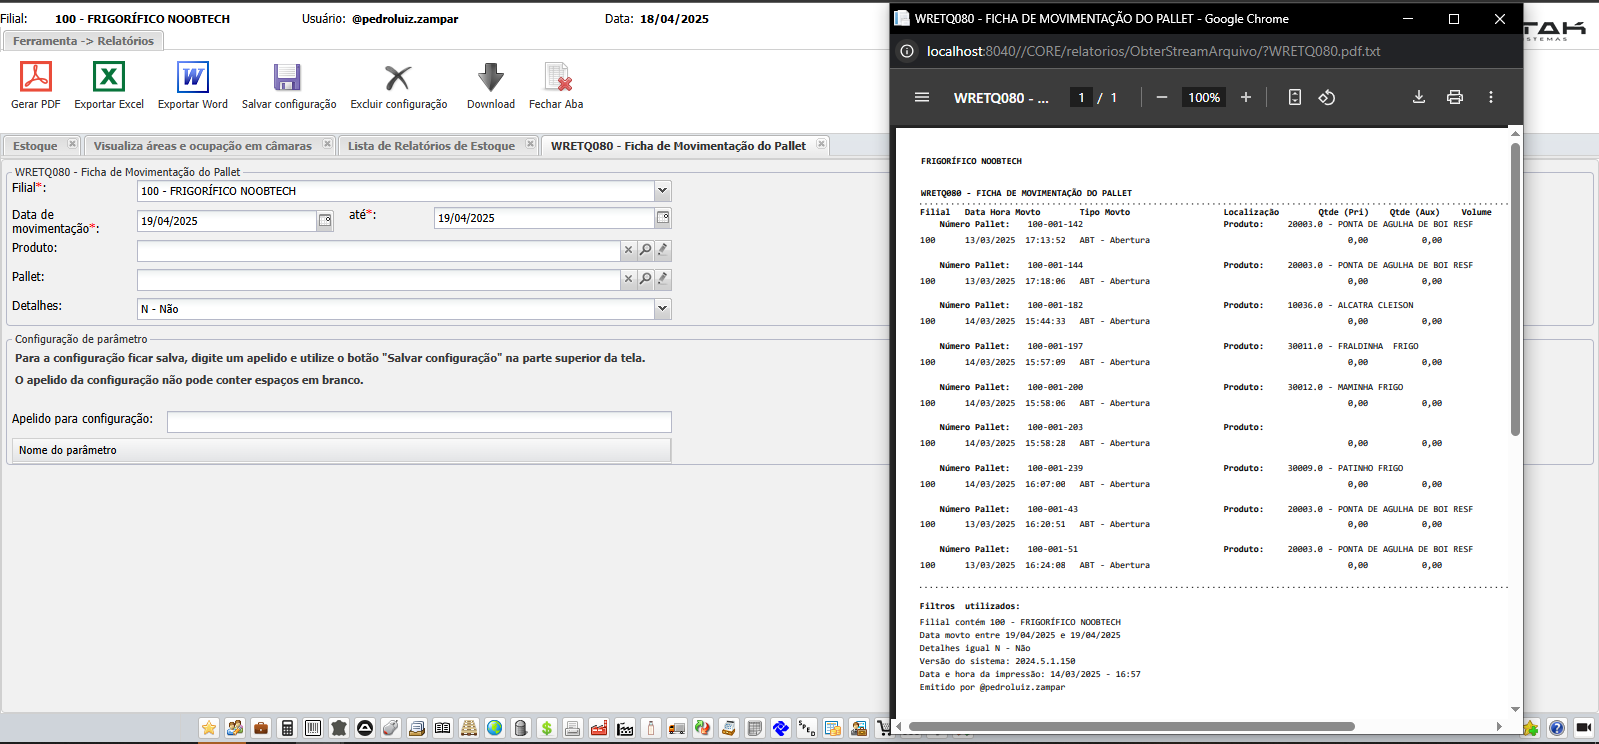 Filial: 100 - FRIGORÍFICO NOOBTECH Usuário: @pedroluiz.zampar Data: 18/04/2025
Ferramenta -> Relatórios
Gerar PDF Exportar Excel Exportar Word Salvar configuração Excluir configuração Download Fechar Aba
Estoque Visualiza áreas e ocupação em câmaras Lista de Relatórios de Estoque WRETQ080 - Ficha de Movimentação do Pallet
WRETQ080 - Ficha de Movimentação do Pallet
Filial*: 100 - FRIGORÍFICO NOOBTECH
Data de movimentação*: 19/04/2025 até*: 19/04/2025
Produto:
Pallet:
Detalhes: N - Não
Configuração de parâmetro
Para a configuração ficar salva, digite um apelido e utilize o botão "Salvar configuração" na parte superior da tela.
O apelido da configuração não pode conter espaços em branco.
Apelido para configuração:
Nome do parâmetro
WRETQ080 - FICHA DE MOVIMENTAÇÃO DO PALLET - Google Chrome
localhost:8040//CORE/relatorios/ObterStreamArquivo/?WRETQ080.pdf.txt
WRETQ080 - ... 1 / 1 100%
FRIGORÍFICO NOOBTECH
WRETQ080 - FICHA DE MOVIMENTAÇÃO DO PALLET
Filial Data Hora Movto Tipo Movto Localização Qtde (Pri) Qtde (Aux) Volume
Número Pallet: 100-001-142 Produto: 20003.0 - PONTA DE AGULHA DE BOI RESF
100 13/03/2025 17:13:52 ABT - Abertura 0,00 0,00
Número Pallet: 100-001-144 Produto: 20003.0 - PONTA DE AGULHA DE BOI RESF
100 13/03/2025 17:18:06 ABT - Abertura 0,00 0,00
Número Pallet: 100-001-182 Produto: 10036.0 - ALCATRA CLEISON
100 14/03/2025 15:44:33 ABT - Abertura 0,00 0,00
Número Pallet: 100-001-197 Produto: 30011.0 - FRALDINHA FRIGO
100 14/03/2025 15:57:09 ABT - Abertura 0,00 0,00
Número Pallet: 100-001-200 Produto: 30012.0 - MAMINHA FRIGO
100 14/03/2025 15:58:06 ABT - Abertura 0,00 0,00
Número Pallet: 100-001-203 Produto:
100 14/03/2025 15:58:28 ABT - Abertura 0,00 0,00
Número Pallet: 100-001-239 Produto: 30009.0 - PATINHO FRIGO
100 14/03/2025 16:07:00 ABT - Abertura 0,00 0,00
Número Pallet: 100-001-43 Produto: 20003.0 - PONTA DE AGULHA DE BOI RESF
100 13/03/2025 16:20:51 ABT - Abertura 0,00 0,00
Número Pallet: 100-001-51 Produto: 20003.0 - PONTA DE AGULHA DE BOI RESF
100 13/03/2025 16:24:08 ABT - Abertura 0,00 0,00
Filtros utilizados:
Filial contém 100 - FRIGORÍFICO NOOBTECH
Data movto entre 19/04/2025 e 19/04/2025
Detalhes igual N - Não
Versão do sistema: 2024.5.1.150
Data e hora da impressão: 14/03/2025 - 16:57
Emitido por @pedroluiz.zampar